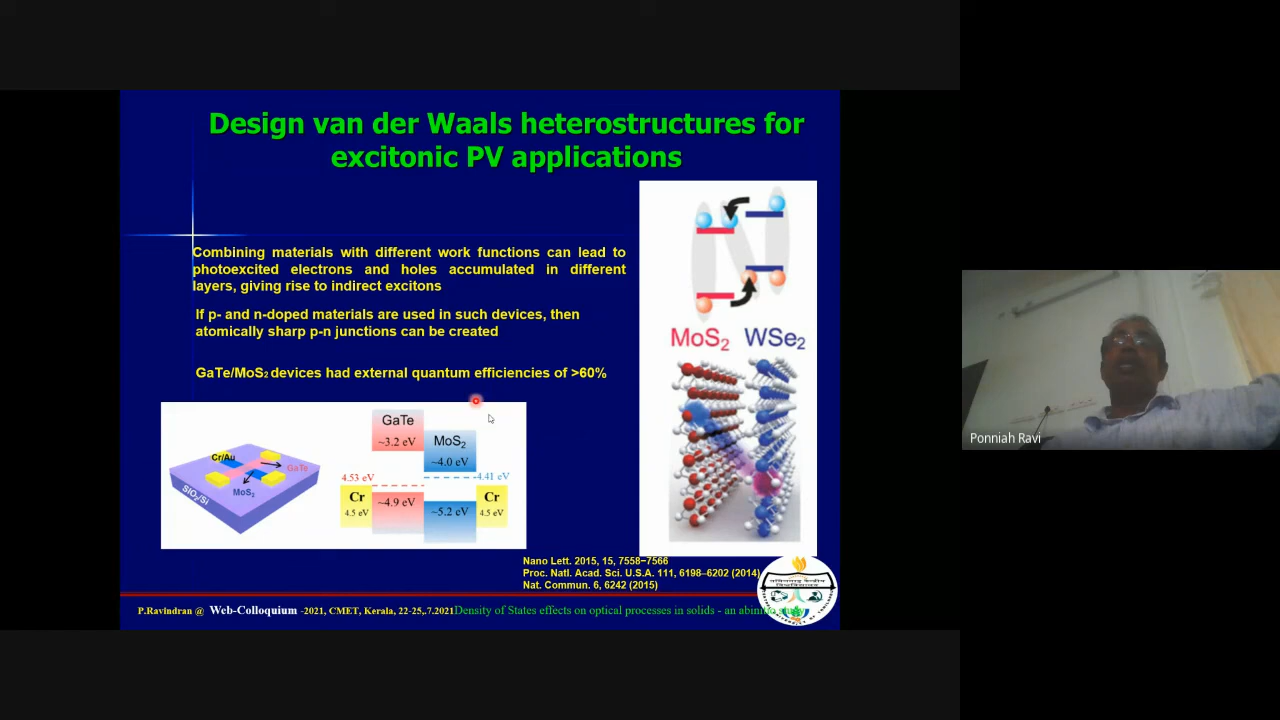 Design van der Waals heterostructures for
excitonic PV applications
Combining materials with different work functions can lead to
photoexcited electrons and holes accumulated in different
layers, giving rise to indirect excitons
If p- and n-doped materials are used in such devices, then
atomically sharp p-n junctions can be created
GaTe/MoS₂ devices had external quantum efficiencies of >60%
Cr/Au
GaTe
MoS₂
SiO₂/Si
GaTe
~3.2 eV
MoS₂
~4.0 eV
4.53 eV
4.41 eV
Cr
4.5 eV
~4.9 eV
~5.2 eV
Cr
4.5 eV
MoS₂ WSe₂
Nano Lett. 2015, 15, 7558−7566
Proc. Natl. Acad. Sci. U.S.A. 111, 6198–6202 (2014)
Nat. Commun. 6, 6242 (2015)
P.Ravindran @ Web-Colloquium -2021, CMET, Kerala, 22-25,.7.2021 Density of States effects on optical processes in solids - an abinitio study
Ponniah Ravi